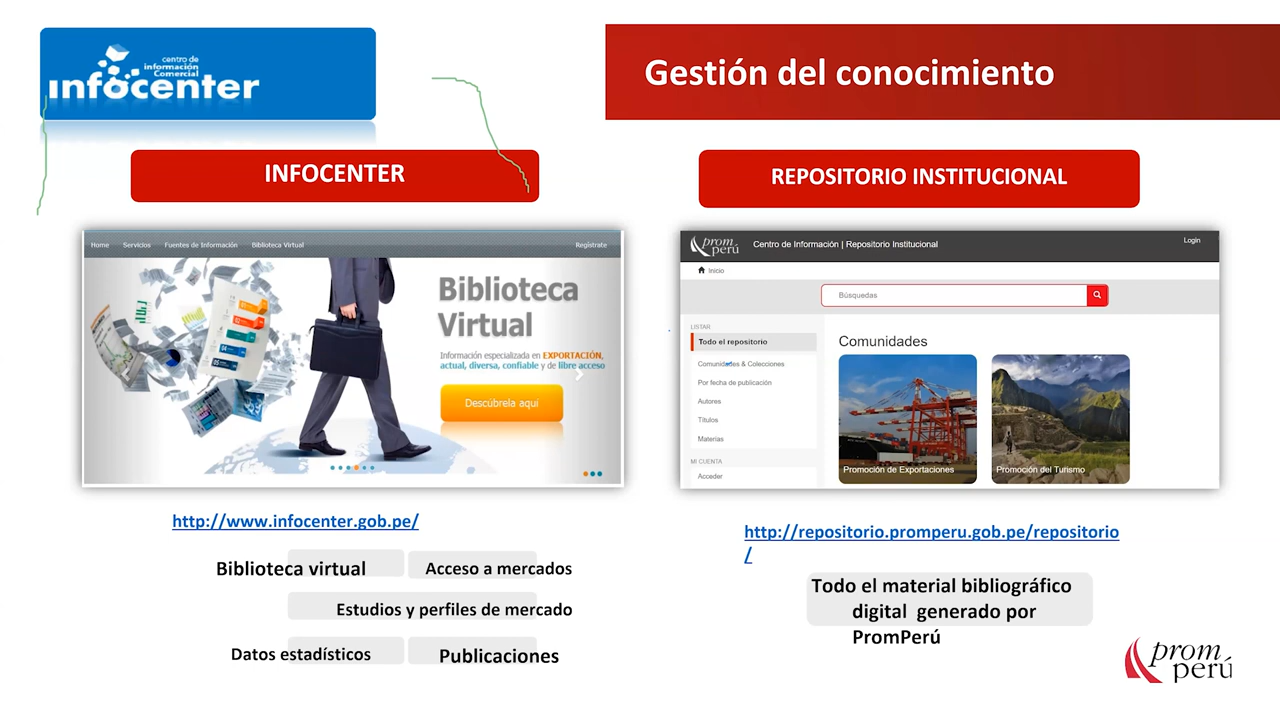 centro de
información
Comercial
infocenter
Gestión del conocimiento
INFOCENTER
Home Servicios Fuentes de Información Biblioteca Virtual Regístrate
Biblioteca
Virtual
Información especializada en EXPORTACIÓN,
actual, diversa, confiable y de libre acceso
Descúbrela aquí
http://www.infocenter.gob.pe/
Biblioteca virtual Acceso a mercados
Estudios y perfiles de mercado
Datos estadísticos Publicaciones
REPOSITORIO INSTITUCIONAL
prom
perú
Centro de Información | Repositorio Institucional Login
Inicio
Búsquedas
LISTAR
Todo el repositorio
Comunidades & Colecciones
Por fecha de publicación
Autores
Títulos
Materias
MI CUENTA
Acceder
Comunidades
Promoción de Exportaciones Promoción del Turismo
http://repositorio.promperu.gob.pe/repositorio
/
Todo el material bibliográfico
digital generado por
PromPerú
prom
perú